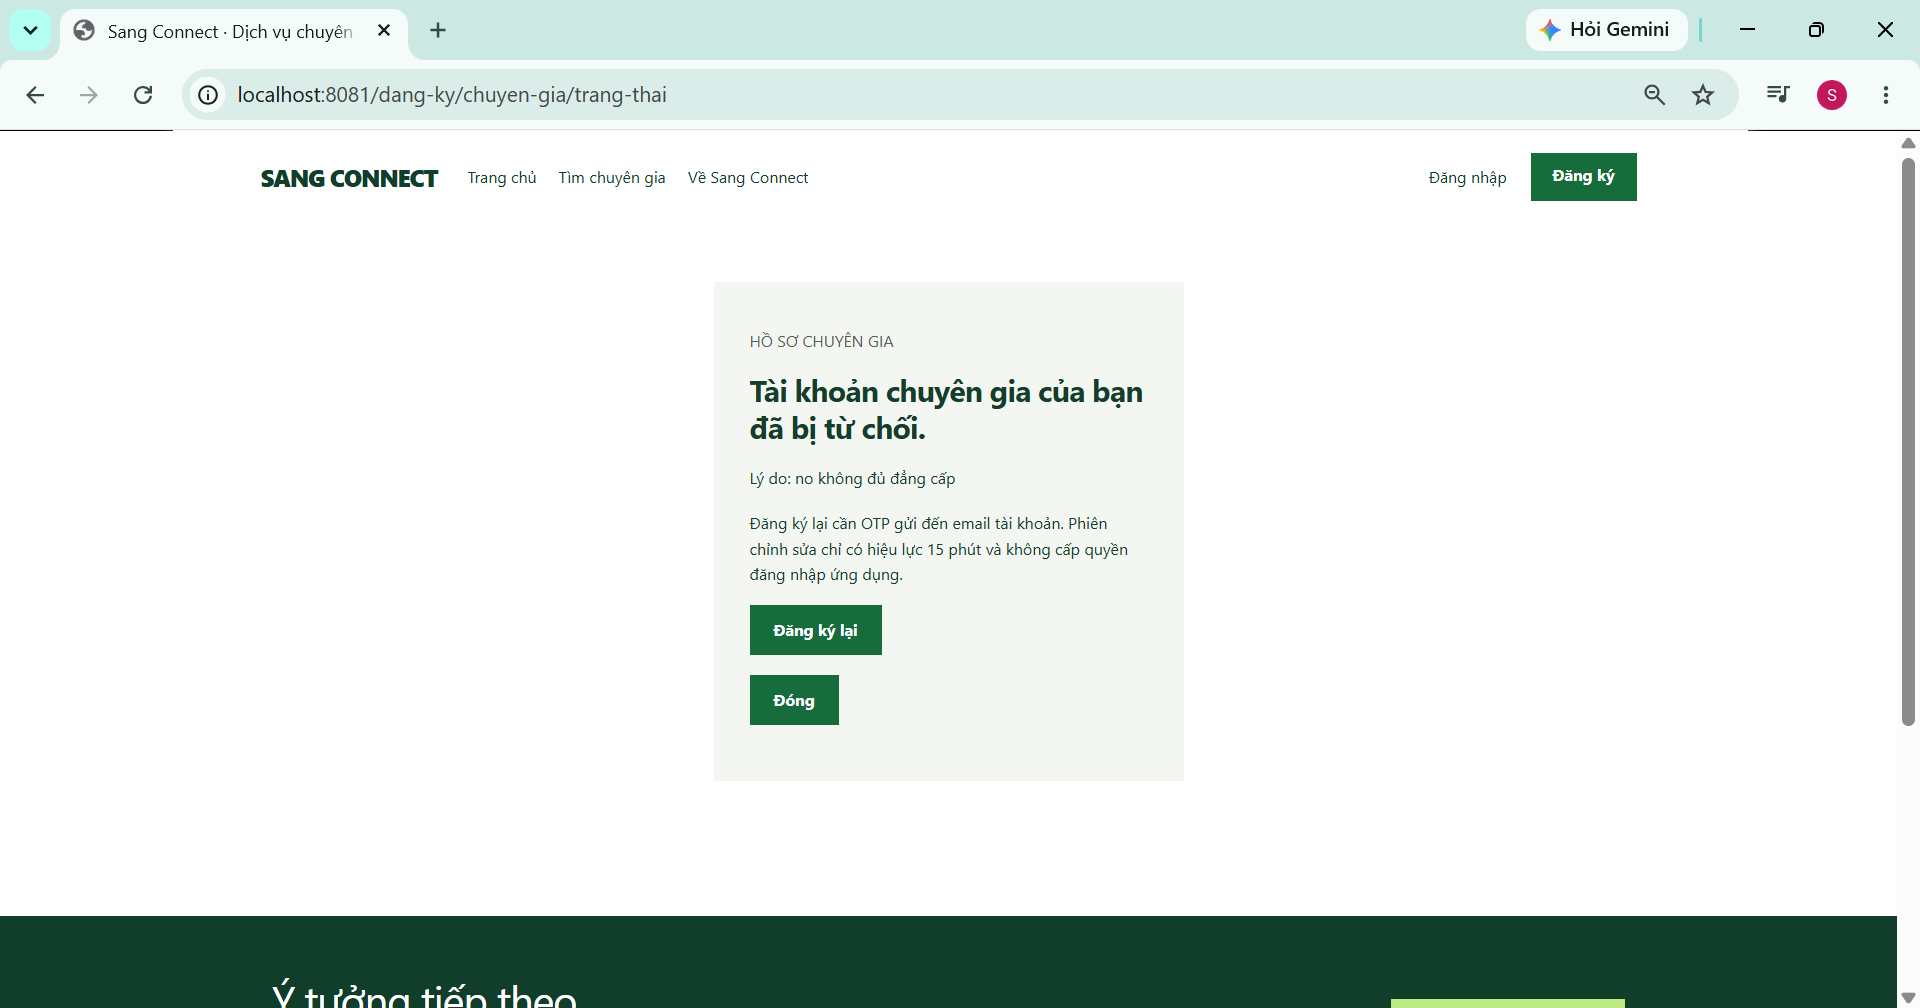 Sang Connect · Dịch vụ chuyên
Hỏi Gemini
localhost:8081/dang-ky/chuyen-gia/trang-thai
S
SANG CONNECT
Trang chủ
Tìm chuyên gia
Về Sang Connect
Đăng nhập
Đăng ký
HỒ SƠ CHUYÊN GIA
Tài khoản chuyên gia của bạn
đã bị từ chối.
Lý do: no không đủ đẳng cấp
Đăng ký lại cần OTP gửi đến email tài khoản. Phiên
chỉnh sửa chỉ có hiệu lực 15 phút và không cấp quyền
đăng nhập ứng dụng.
Đăng ký lại
Đóng
Ý tưởng tiếp theo